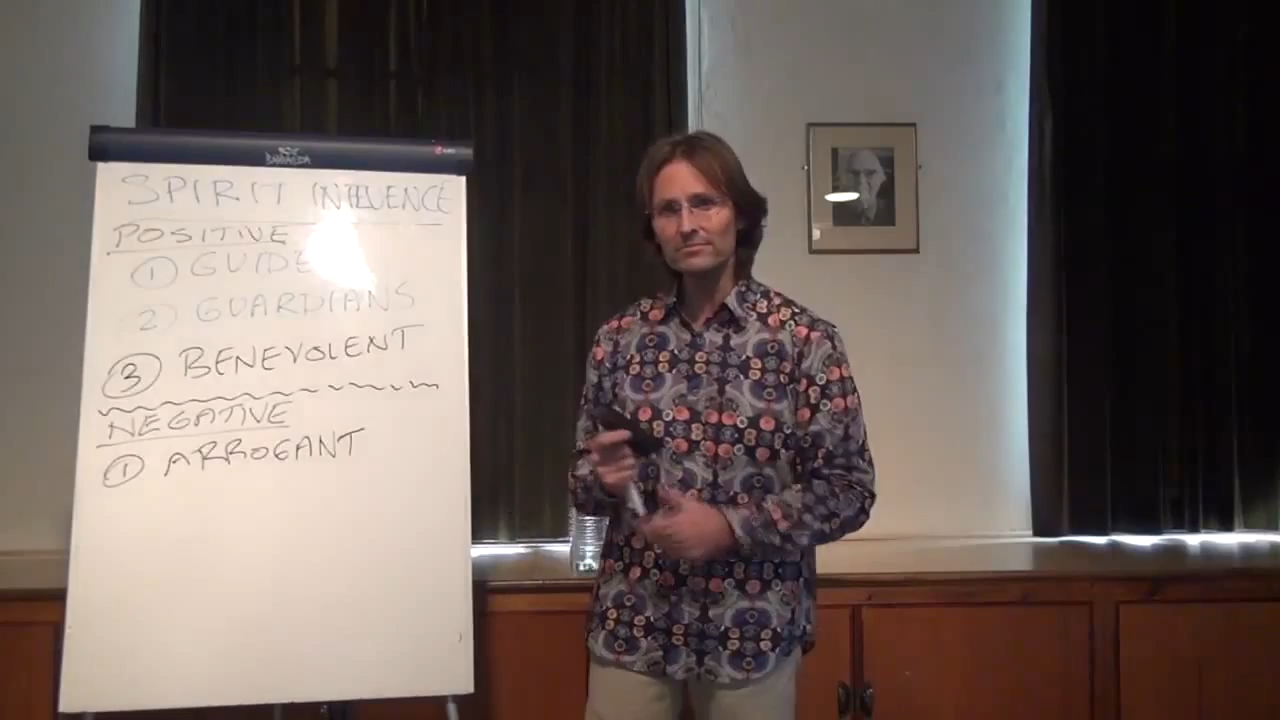 SPIRIT INFLUENCE
POSITIVE
1 GUIDE
2 GUARDIANS
3 BENEVOLENT
NEGATIVE
1 ARROGANT